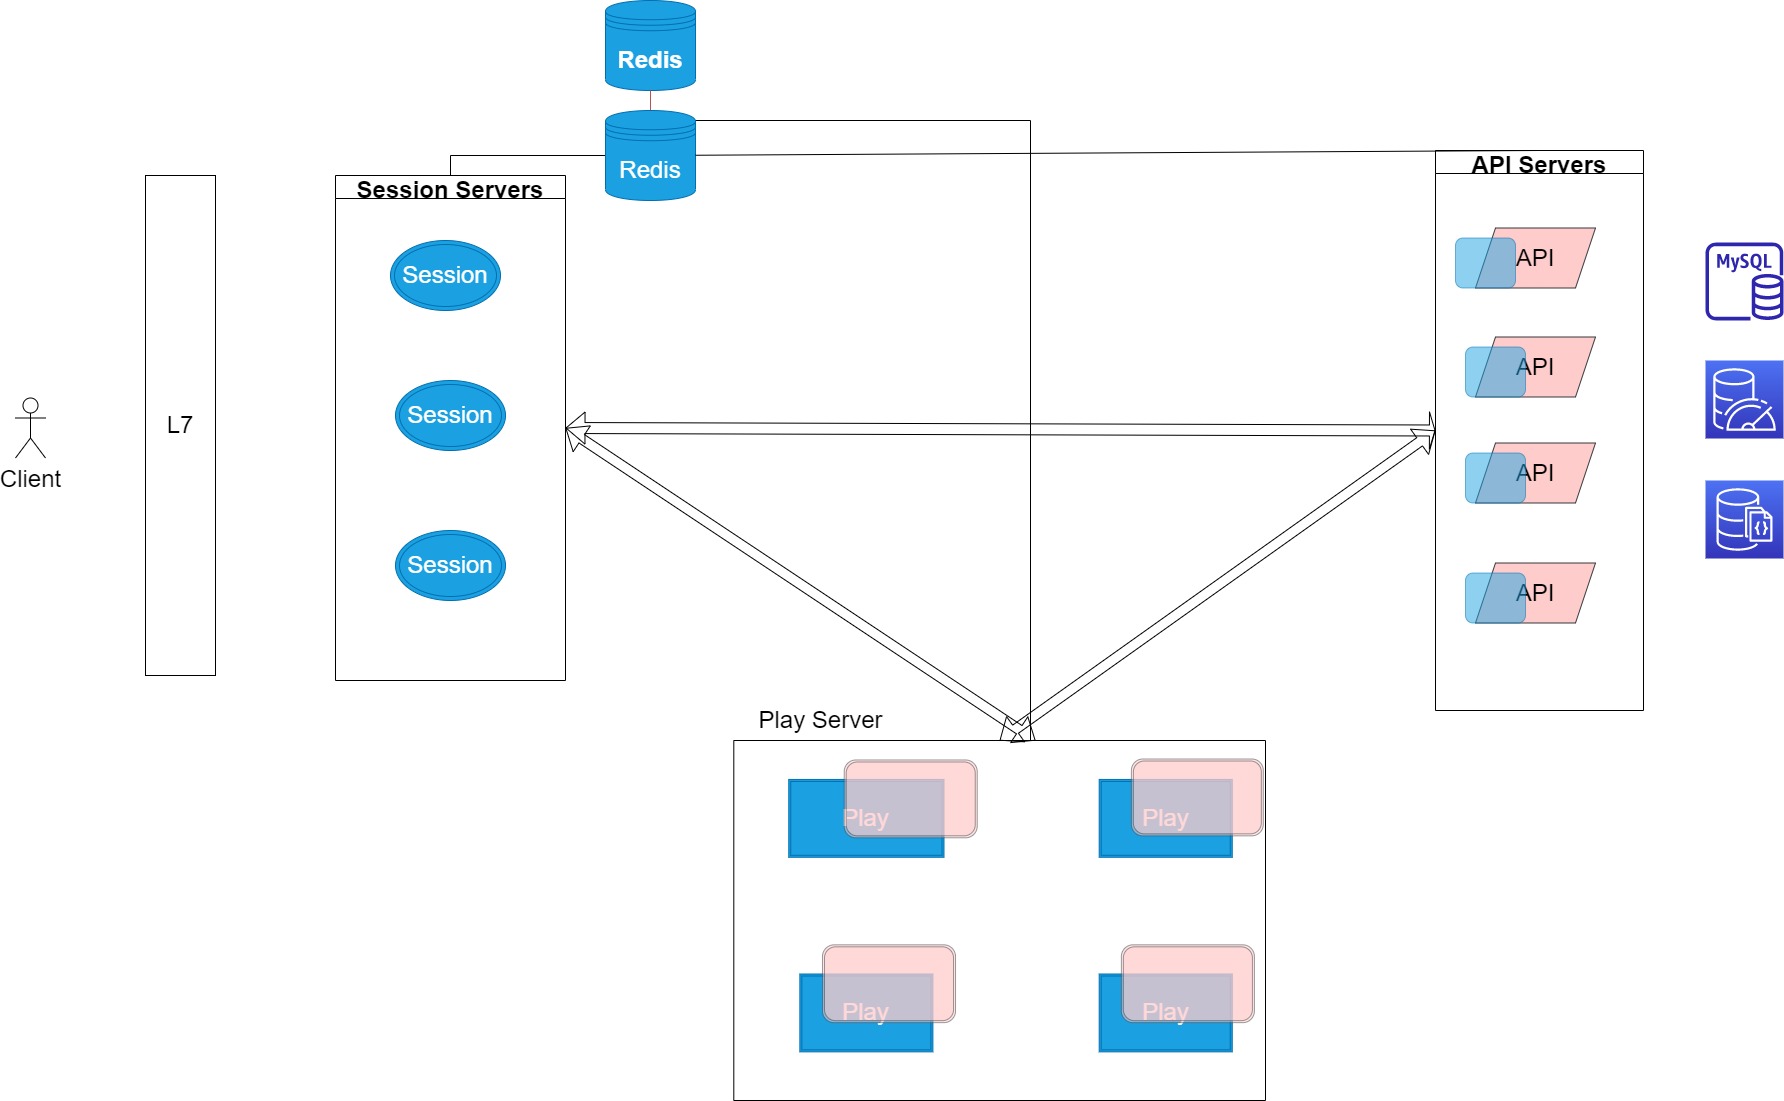 Redis
Redis
Session Servers
API Servers
Session
API
MySQL
API
Session
L7
Client
API
Session
API
Play Server
Play
Play
Play
Play